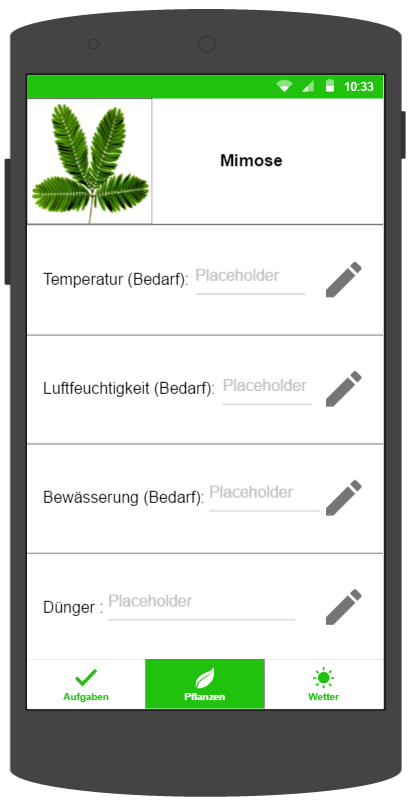 10:33
Mimose
Temperatur (Bedarf): Placeholder
Luftfeuchtigkeit (Bedarf): Placeholder
Bewässerung (Bedarf): Placeholder
Dünger : Placeholder
Aufgaben Pflanzen Wetter